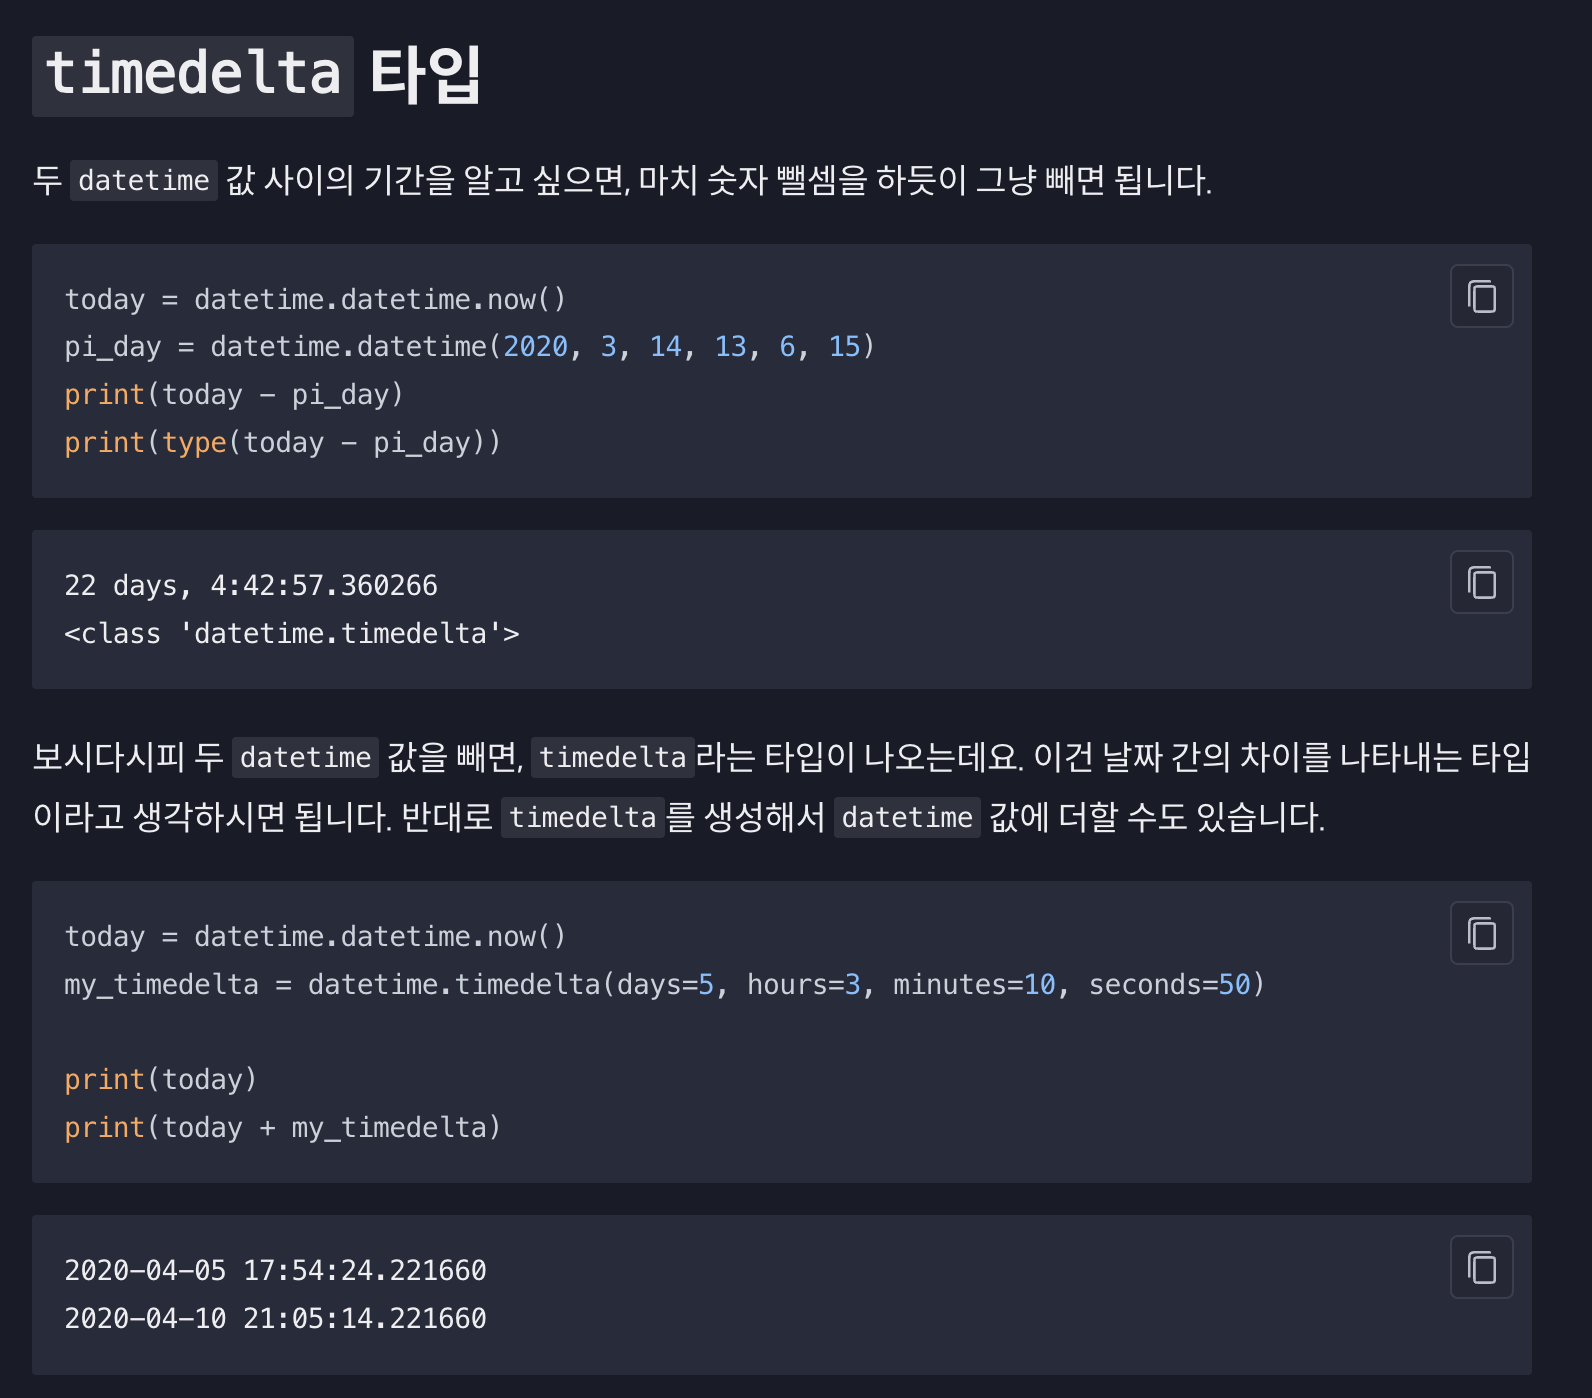 timedelta 타입
두 datetime 값 사이의 기간을 알고 싶으면, 마치 숫자 뺄셈을 하듯이 그냥 빼면 됩니다.
today = datetime.datetime.now()
pi_day = datetime.datetime(2020, 3, 14, 13, 6, 15)
print(today - pi_day)
print(type(today - pi_day))
22 days, 4:42:57.360266
<class 'datetime.timedelta'>
보시다시피 두 datetime 값을 빼면, timedelta라는 타입이 나오는데요. 이건 날짜 간의 차이를 나타내는 타입
이라고 생각하시면 됩니다. 반대로 timedelta를 생성해서 datetime 값에 더할 수도 있습니다.
today = datetime.datetime.now()
my_timedelta = datetime.timedelta(days=5, hours=3, minutes=10, seconds=50)
print(today)
print(today + my_timedelta)
2020-04-05 17:54:24.221660
2020-04-10 21:05:14.221660